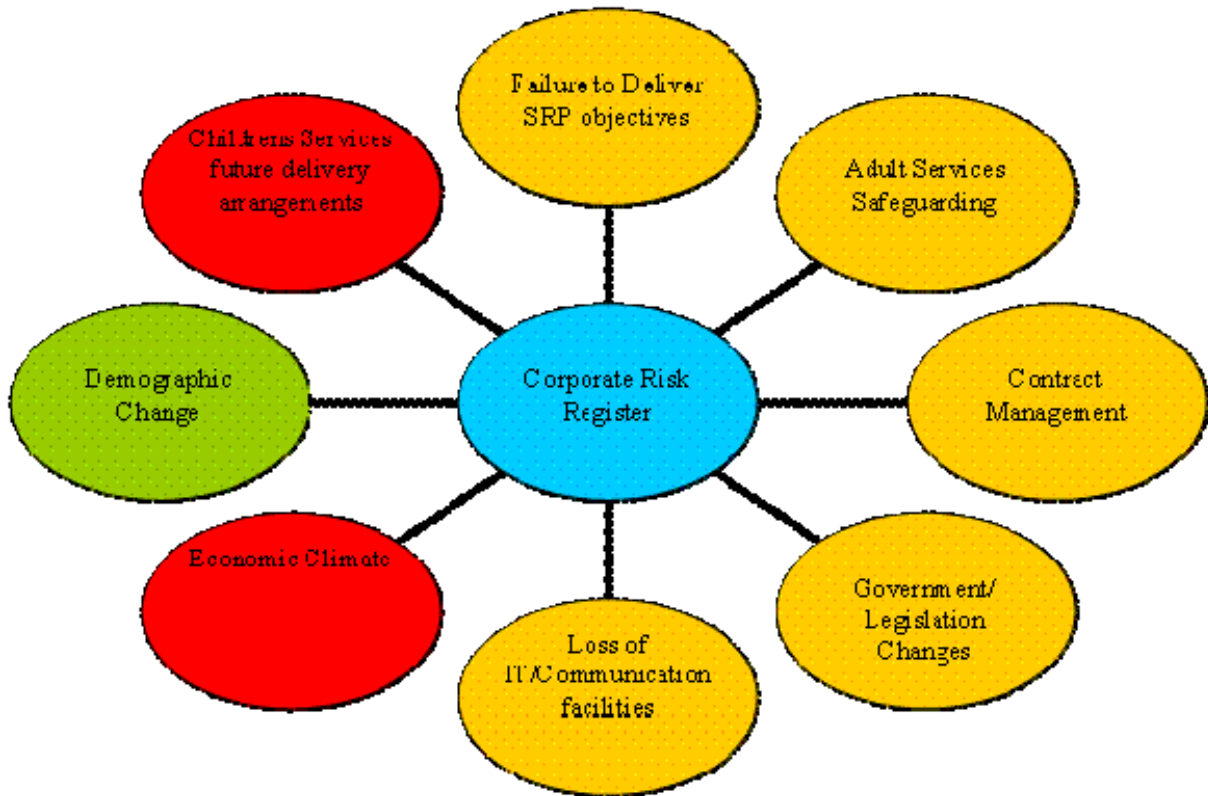 Failure to Deliver
SRP objectives
Adult Services
Safeguarding
Contract
Management
Government/
Legislation
Changes
Loss of
IT/Communication
facilities
Economic Climate
Demographic
Change
Childrens Services
future delivery
arrangements
Corporate Risk
Register